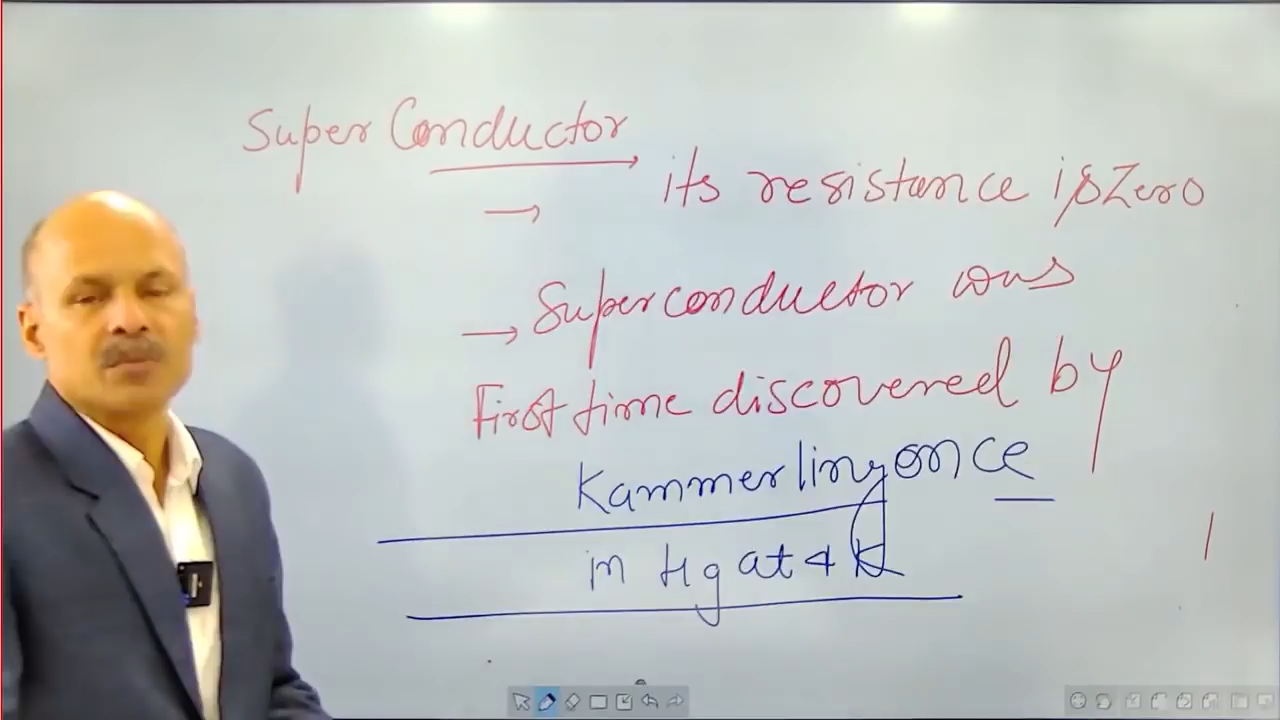 Super Conductor
its resistance is Zero
→
→ Superconductor was
First time discovered by
Kammerling once
in Hg at 4 K